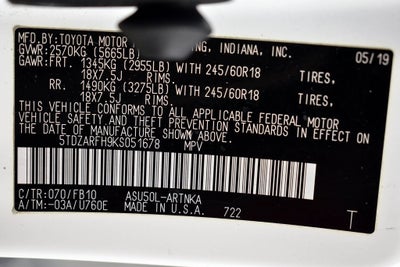 MFD.BY: TOYOTA MOTOR RING, INDIANA, INC.
GVWR: 2570KG (5665LB) 05/19
GAWR: FRT. 1345KG (2955LB) WITH 245/60R18 TIRES,
18X7.5J RIMS
RR. 1490KG (3275LB) WITH 245/60R18 TIRES,
18X7.5J RIMS
THIS VEHICLE CONFORMS TO ALL APPLICABLE FEDERAL MOTOR
VEHICLE SAFETY AND STANDARDS IN EFFECT ON
THE DATE OF MANUFACTURE SHOWN ABOVE.
5TDZARFH9KS051678 MPV
C/TR: 070/FB10 ASU50L-ARTNKA
A/TM: -03A/U760E MADE IN U.S.A. 722 T